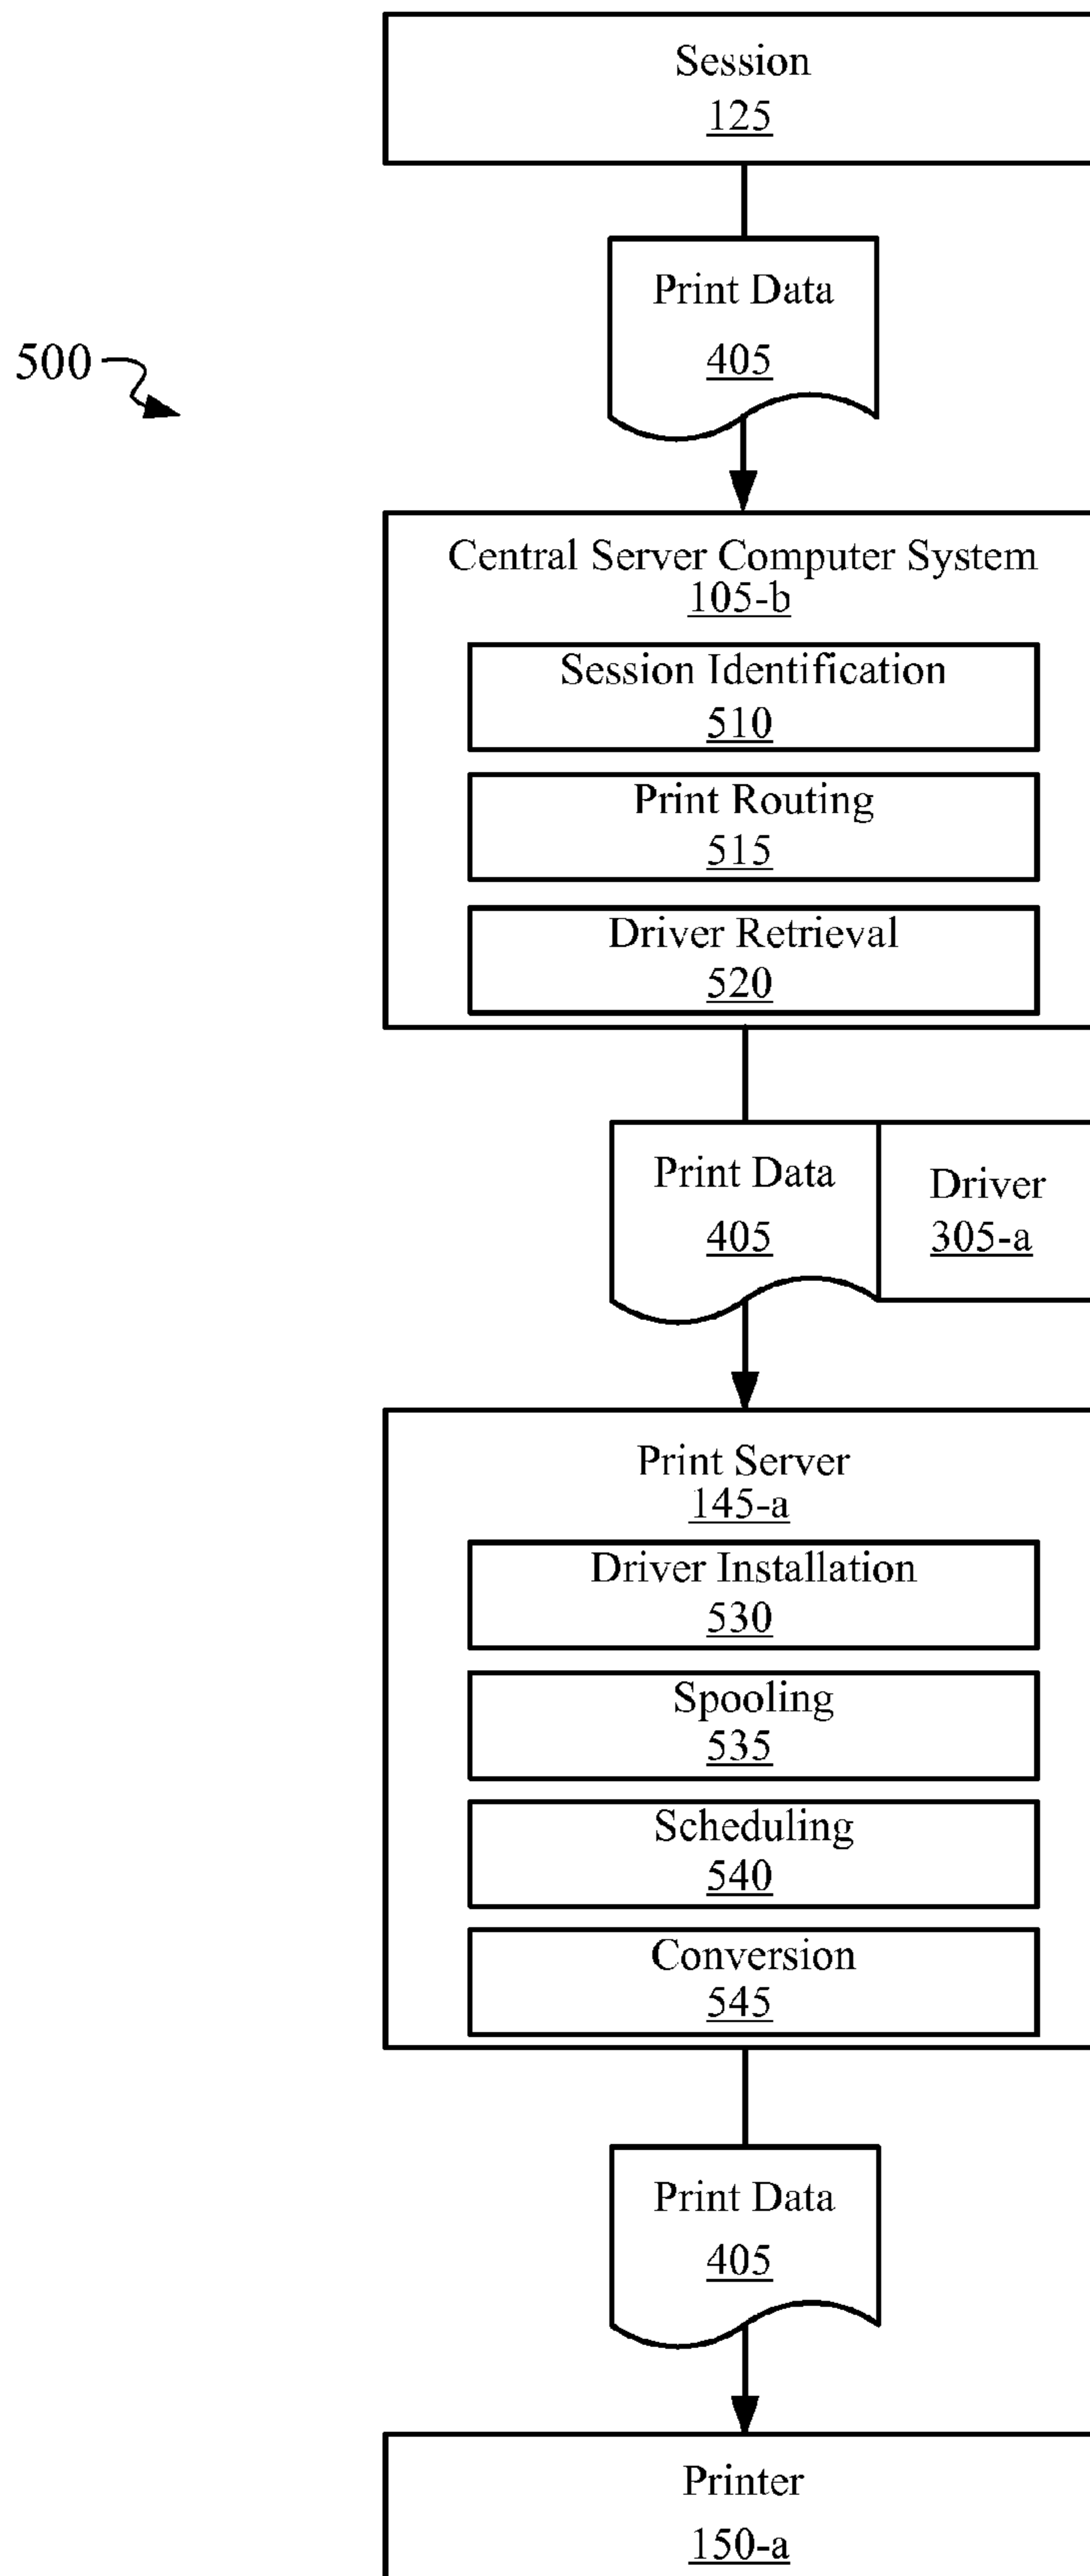 Session
125
Print Data
405
500
Central Server Computer System
105-b
Session Identification
510
Print Routing
515
Driver Retrieval
520
Print Data
405
Driver
305-a
Print Server
145-a
Driver Installation
530
Spooling
535
Scheduling
540
Conversion
545
Print Data
405
Printer
150-a